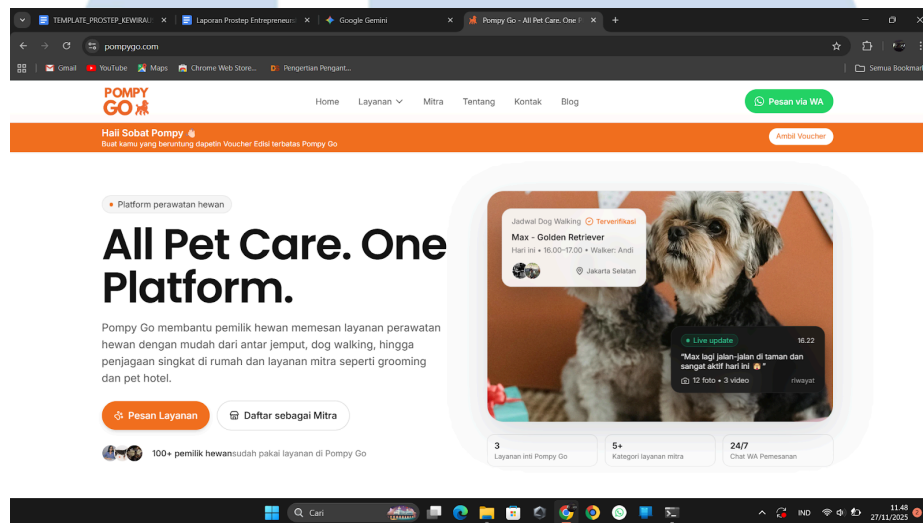 TEMPLATE_PROSTEP_KEWIRAU
Laporan Prostep Entrepreneurs
Google Gemini
Pompy Go - All Pet Care. One P
pompygo.com
Gmail
YouTube
Maps
Chrome Web Store...
Pengertian Pengant...
Semua Bookmark
POMPY
GO
Home
Layanan
Mitra
Tentang
Kontak
Blog
Pesan via WA
Haii Sobat Pompy 👋
Buat kamu yang beruntung dapetin Voucher Edisi terbatas Pompy Go
Ambil Voucher
Platform perawatan hewan
All Pet Care. One
Platform.
Pompy Go membantu pemilik hewan memesan layanan perawatan
hewan dengan mudah dari antar jemput, dog walking, hingga
penjagaan singkat di rumah dan layanan mitra seperti grooming
dan pet hotel.
Pesan Layanan
Daftar sebagai Mitra
100+ pemilik hewansudah pakai layanan di Pompy Go
Jadwal Dog Walking
Terverifikasi
Max - Golden Retriever
Hari ini • 16.00-17.00 • Walker: Andi
Jakarta Selatan
• Live update
16.22
"Max lagi jalan-jalan di taman dan
sangat aktif hari ini 🐶"
12 foto • 3 video
riwayat
3
Layanan inti Pompy Go
5+
Kategori layanan mitra
24/7
Chat WA Pemesanan
Cari
IND
11.48
27/11/2025